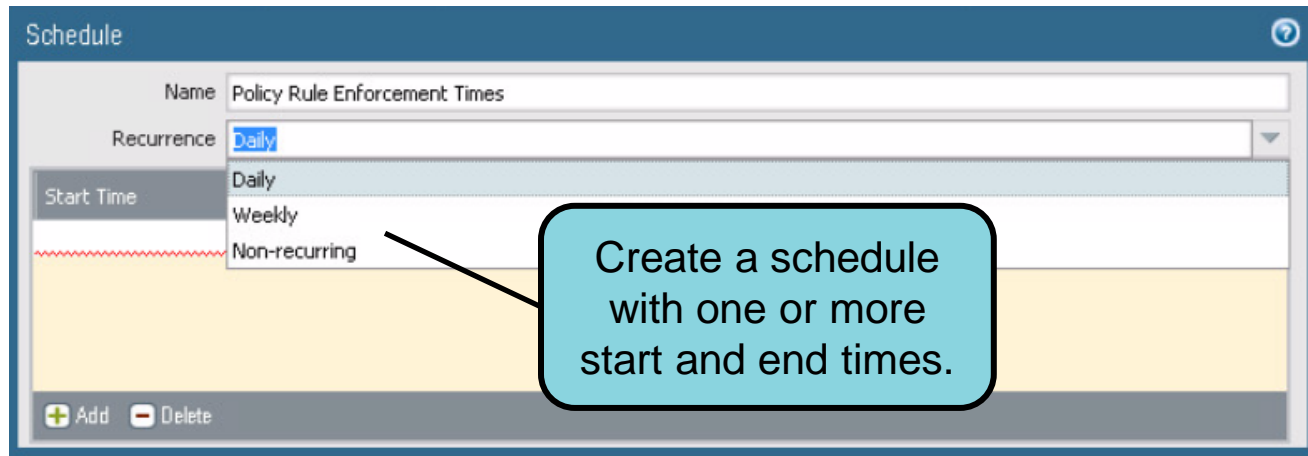 Schedule
Name Policy Rule Enforcement Times
Recurrence Daily
Start Time
Daily
Weekly
Non-recurring
Create a schedule
with one or more
start and end times.
Add Delete